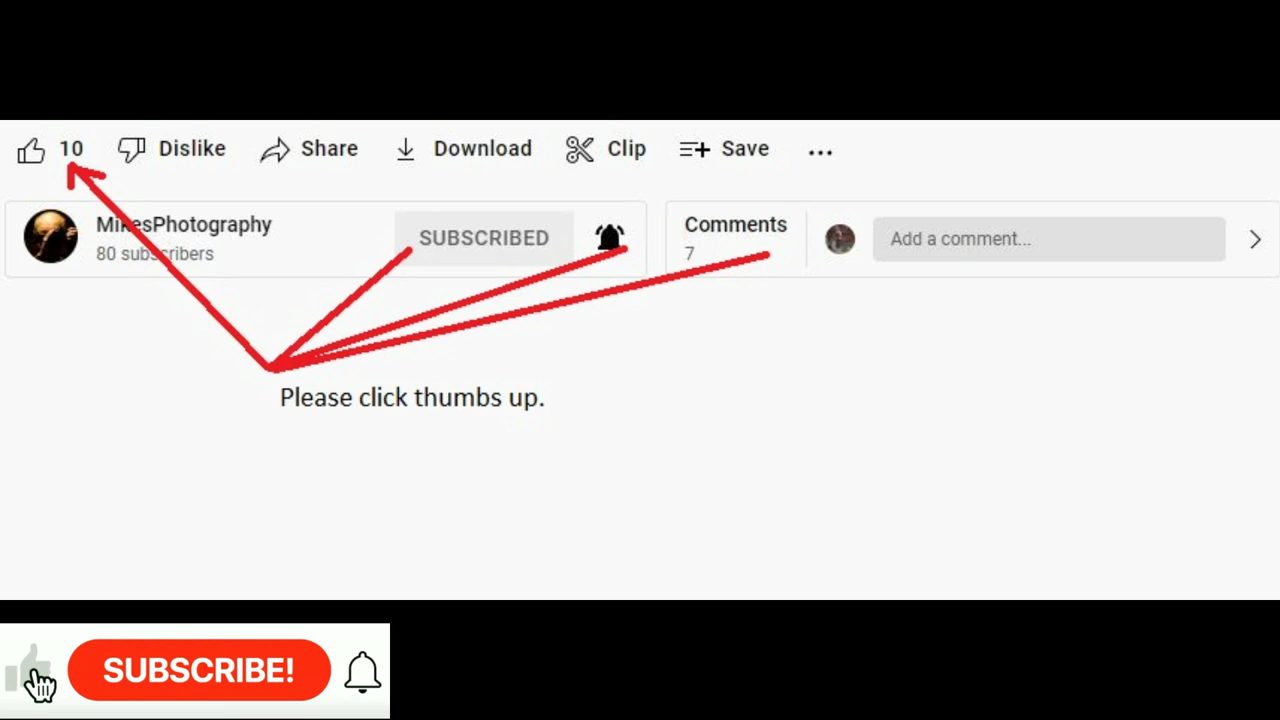 10 Dislike Share Download Clip Save ...
MikesPhotography SUBSCRIBED Comments Add a comment...
80 subscribers 7
Please click thumbs up.
SUBSCRIBE!